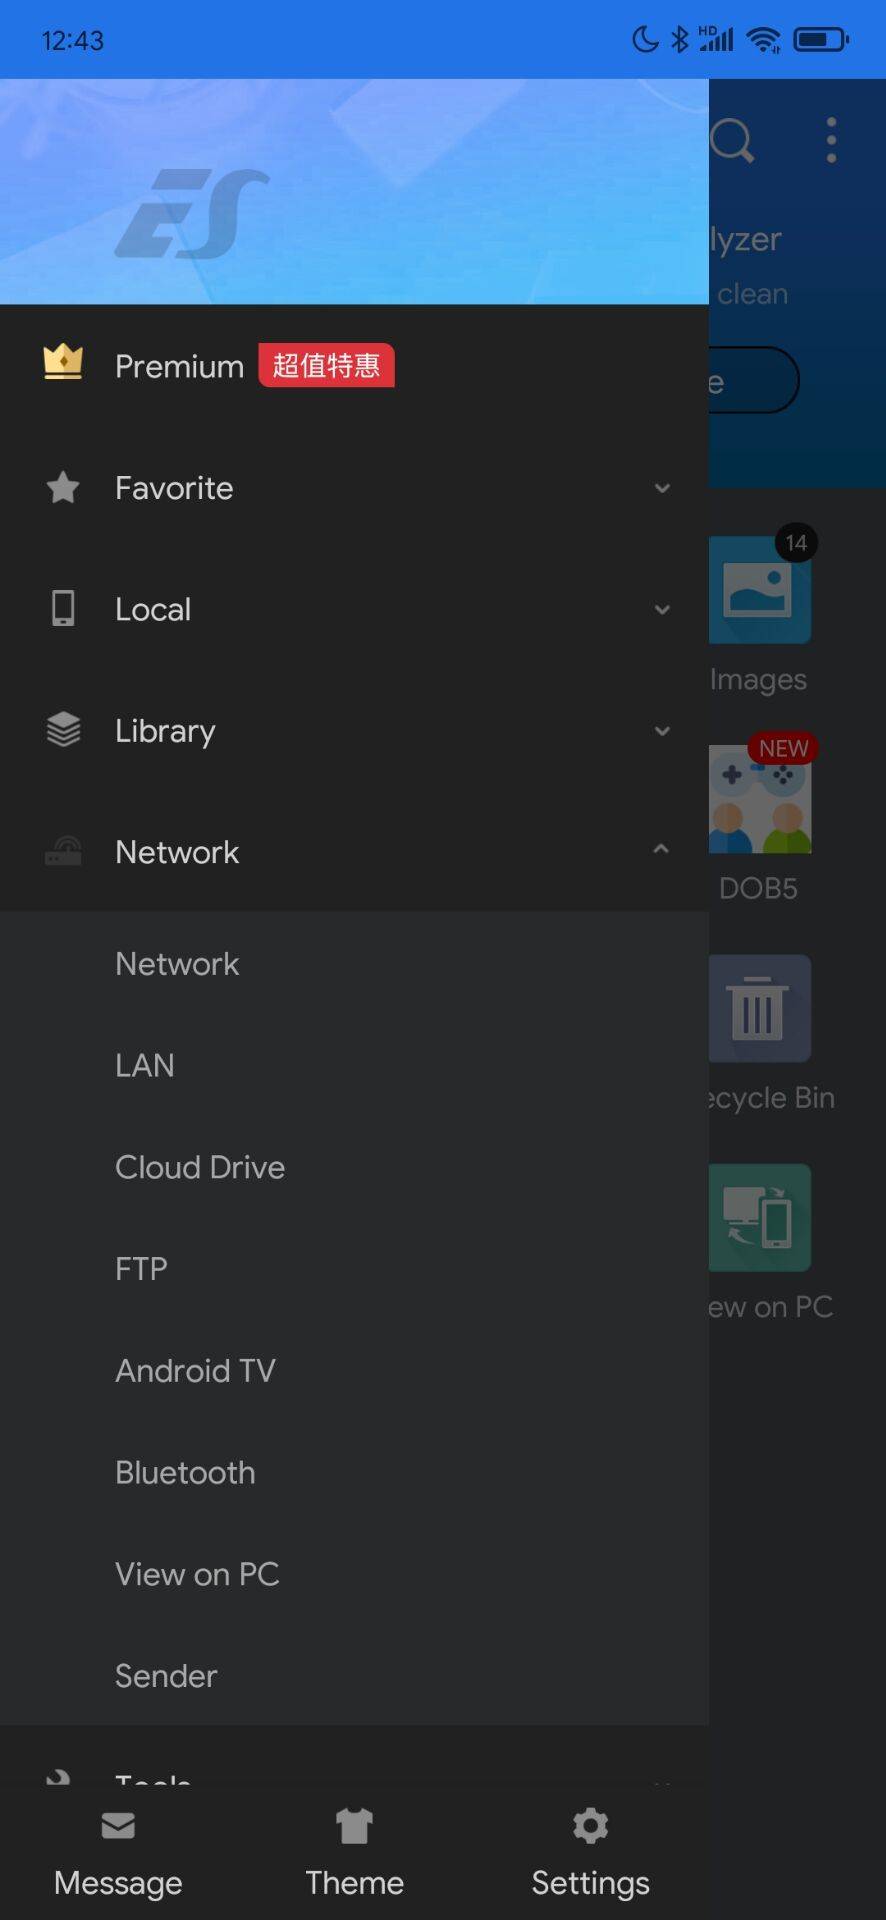 12:43
HD
ES
lyzer
clean
e
Premium 超值特惠
Favorite
Local
Library
Network
Network
LAN
Cloud Drive
FTP
Android TV
Bluetooth
View on PC
Sender
Tools
14
Images
NEW
DOB5
ecycle Bin
ew on PC
Message
Theme
Settings